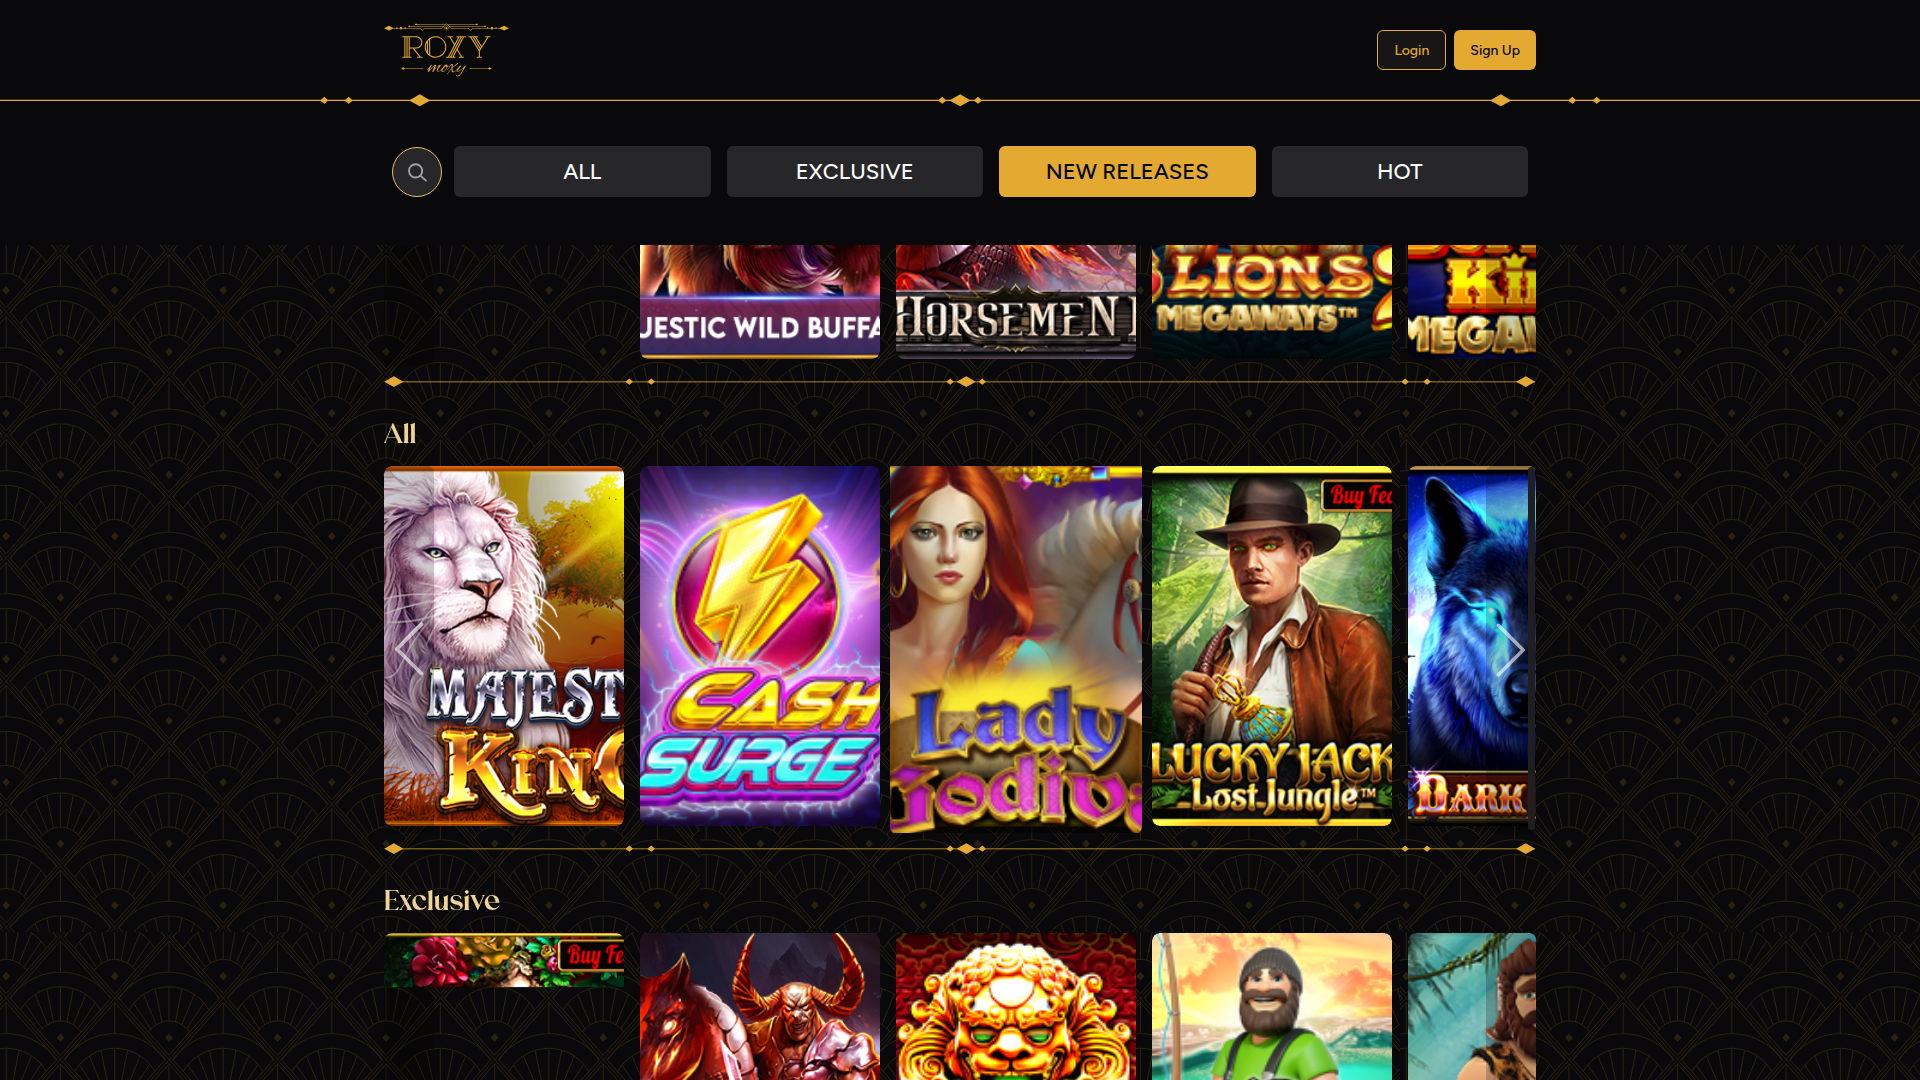 ROXY
moxy
Login
Sign Up
ALL
EXCLUSIVE
NEW RELEASES
HOT
JESTIC WILD BUFFA
HORSEMEN
LIONS
MEGAWAYS™
2
KI
MEGA
All
MAJEST
KING
CASH
SURGE
Lady
Godiva
Buy Fea
LUCKY JACK
Lost Jungle™
DARK
Exclusive
Buy Fe